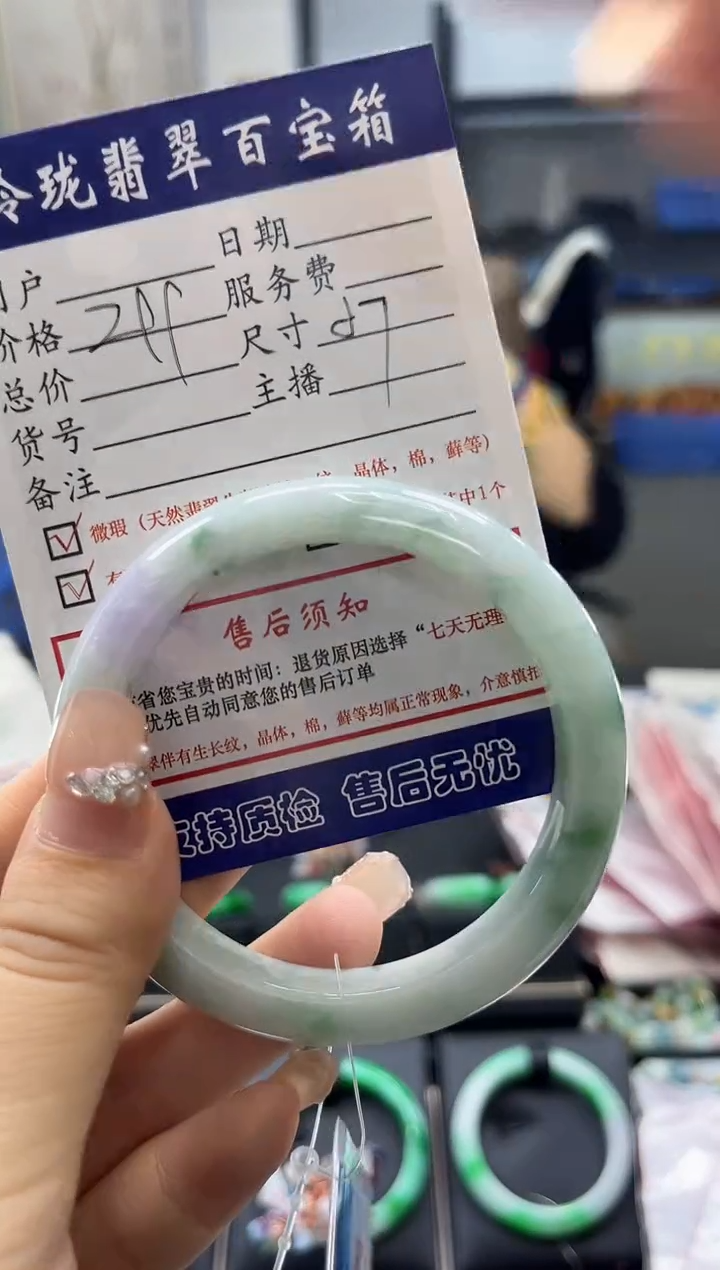 珑翡翠百宝箱
日期
户
服务费
价格
尺寸 57
总价
主播
货号
备注
微瑕（天然翡翠 晶体，棉，藓等）
有 中1个
售后须知
省您宝贵的时间：退货原因选择“七天无理
优先自动同意您的售后订单
翠伴有生长纹，晶体，棉，藓等均属正常现象，介意慎拍
支持质检 售后无忧